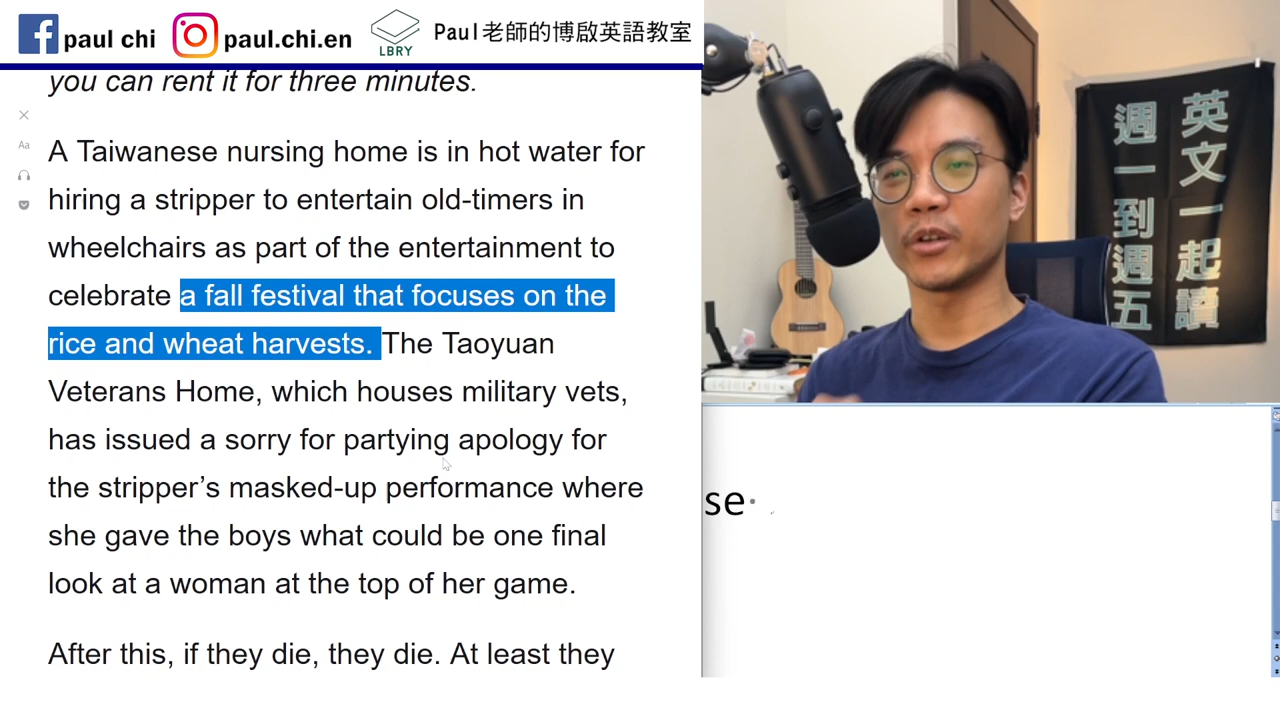 paul chi
paul.chi.en
LBRY
Paul老師的博啟英語教室
you can rent it for three minutes.
Aa
A Taiwanese nursing home is in hot water for
hiring a stripper to entertain old-timers in
wheelchairs as part of the entertainment to
celebrate a fall festival that focuses on the
rice and wheat harvests. The Taoyuan
Veterans Home, which houses military vets,
has issued a sorry for partying apology for
the stripper’s masked-up performance where
she gave the boys what could be one final
look at a woman at the top of her game.
After this, if they die, they die. At least they
英文一起讀
週一到週五
se